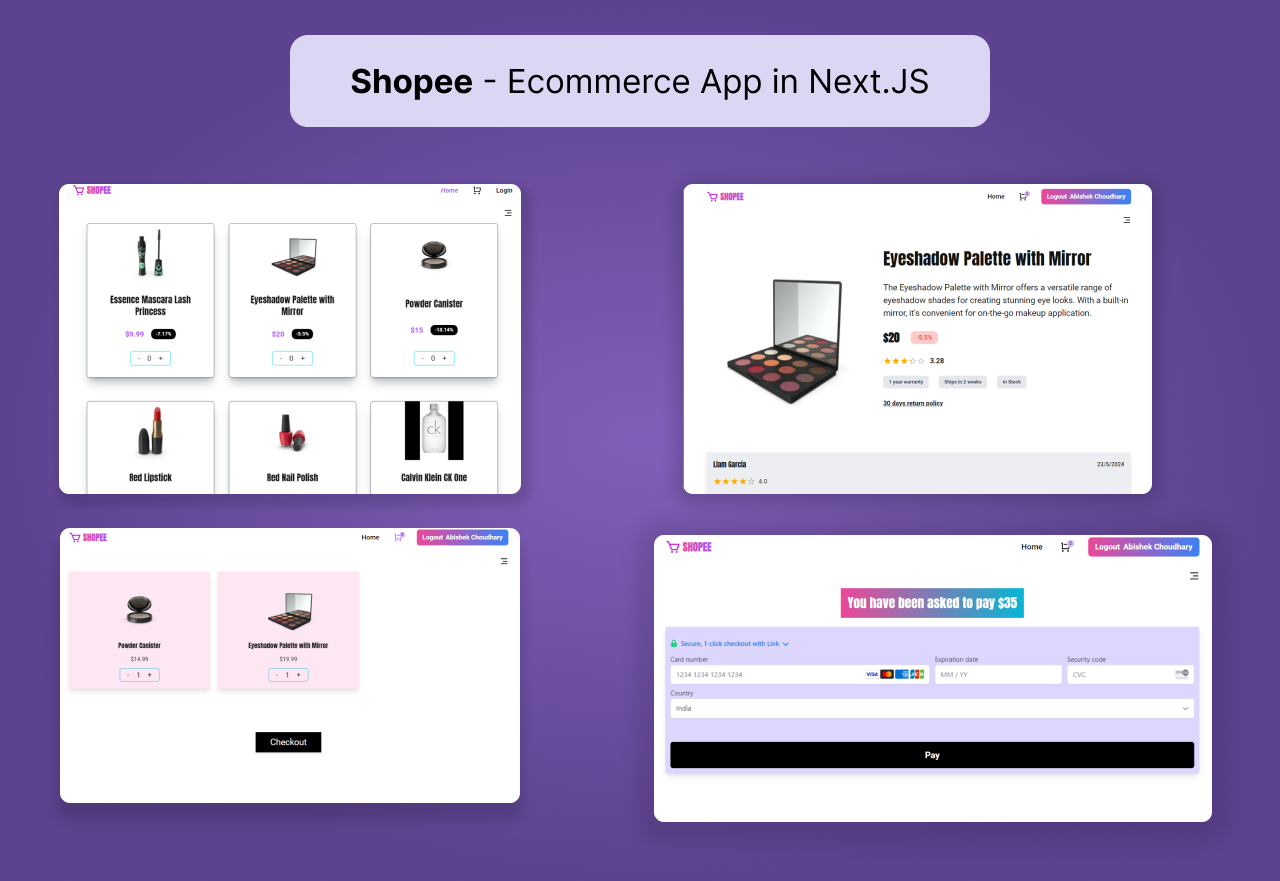 Shopee - Ecommerce App in Next.JS
SHOPEE
Home
Login
Essence Mascara Lash
Princess
$9.99 -7.17%
- 0 +
Eyeshadow Palette with
Mirror
$20 -5.5%
- 0 +
Powder Canister
$15 -18.14%
- 0 +
Red Lipstick
Red Nail Polish
ck
Calvin Klein CK One
SHOPEE
Home
2
Logout Abishek Choudhary
Eyeshadow Palette with Mirror
The Eyeshadow Palette with Mirror offers a versatile range of
eyeshadow shades for creating stunning eye looks. With a built-in
mirror, it's convenient for on-the-go makeup application.
$20 -5.5%
3.28
1 year warranty
Ships in 2 weeks
In Stock
30 days return policy
Liam Garcia
23/5/2024
4.0
SHOPEE
Home
2
Logout Abishek Choudhary
Powder Canister
$14.99
- 1 +
Eyeshadow Palette with Mirror
$19.99
- 1 +
Checkout
SHOPEE
Home
2
Logout Abishek Choudhary
You have been asked to pay $35
Secure, 1-click checkout with Link
Card number
1234 1234 1234 1234
VISA
JCB
Expiration date
MM / YY
Security code
CVC
Country
India
Pay